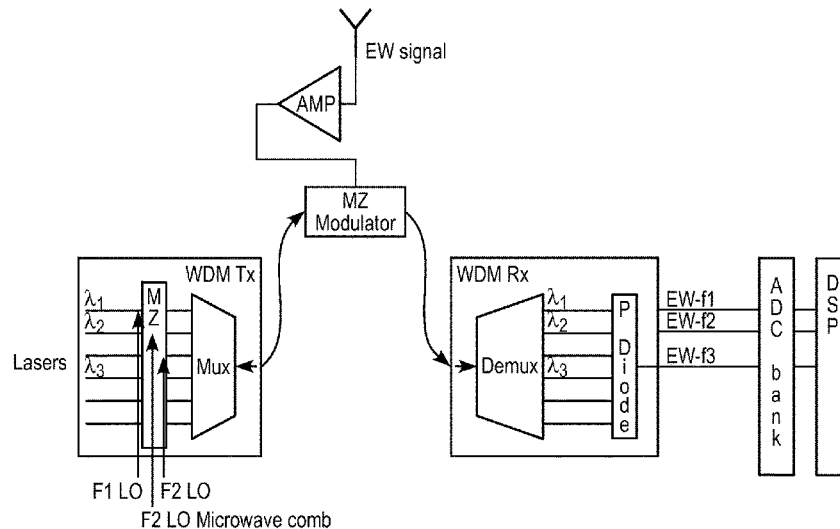 EW signal
AMP
MZ
Modulator
WDM Tx
λ1
λ2
λ3
MZ
Mux
Lasers
F1 LO
F2 LO
F2 LO Microwave comb
WDM Rx
Demux
λ1
λ2
λ3
P Diode
EW-f1
EW-f2
EW-f3
ADC bank
DSP